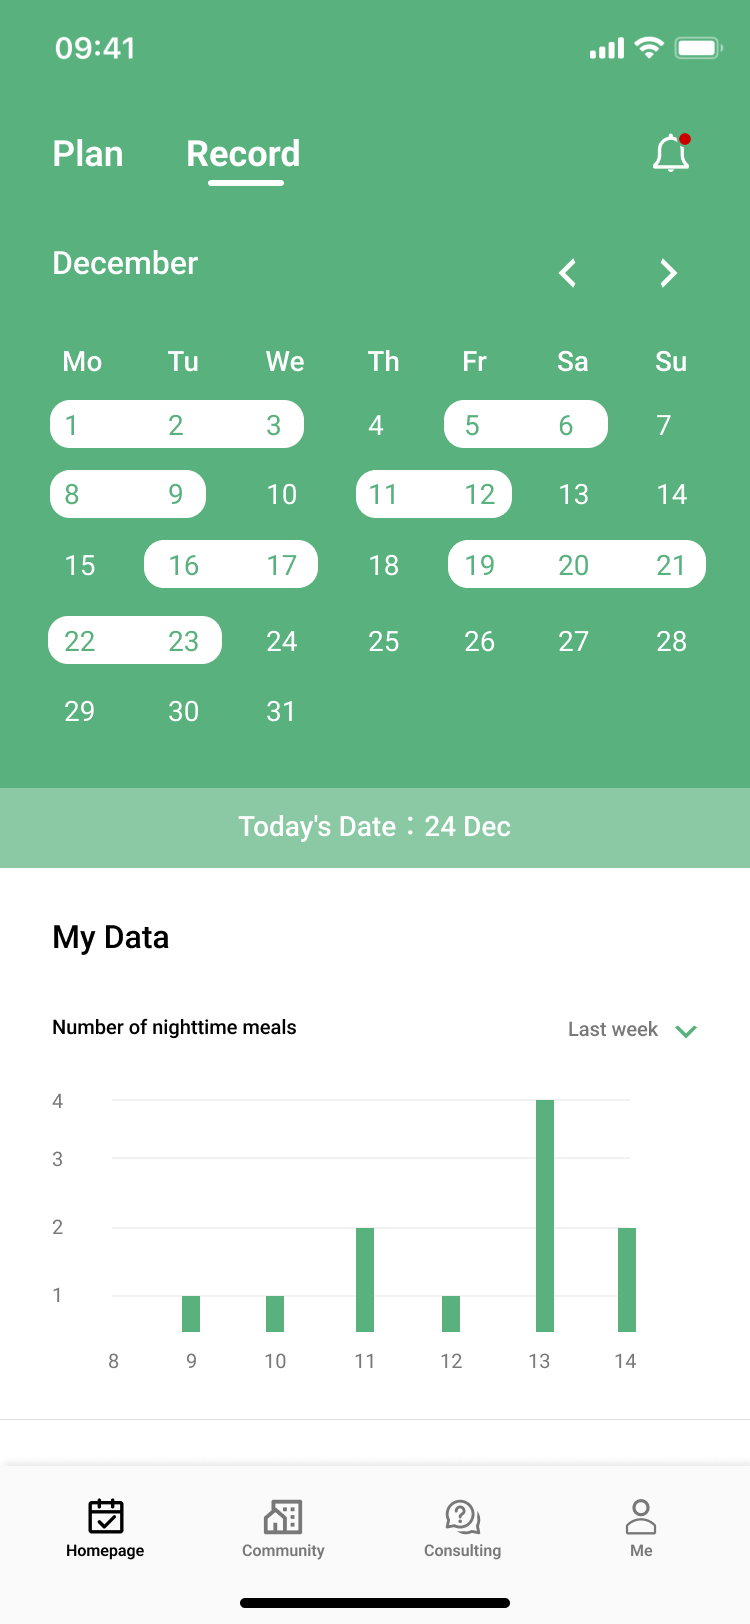 09:41
Plan Record
December
Mo Tu We Th Fr Sa Su
1 2 3 4 5 6 7
8 9 10 11 12 13 14
15 16 17 18 19 20 21
22 23 24 25 26 27 28
29 30 31
Today's Date：24 Dec
My Data
Number of nighttime meals Last week
4
3
2
1
8 9 10 11 12 13 14
Homepage Community Consulting Me